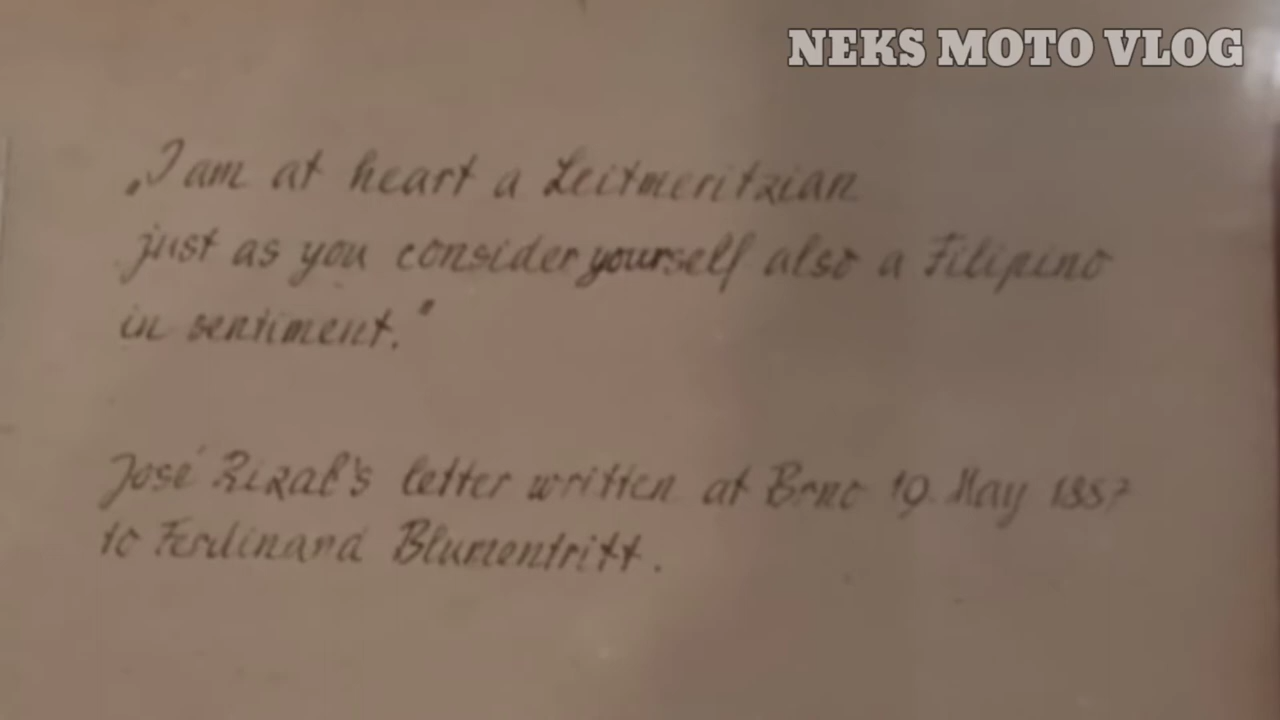 NEKS MOTO VLOG
„I am at heart a Leitmeritzian
just as you consider yourself also a Filipino
in sentiment."
José Rizal's letter written at Brno 19. May 1887
to Ferdinand Blumentritt.